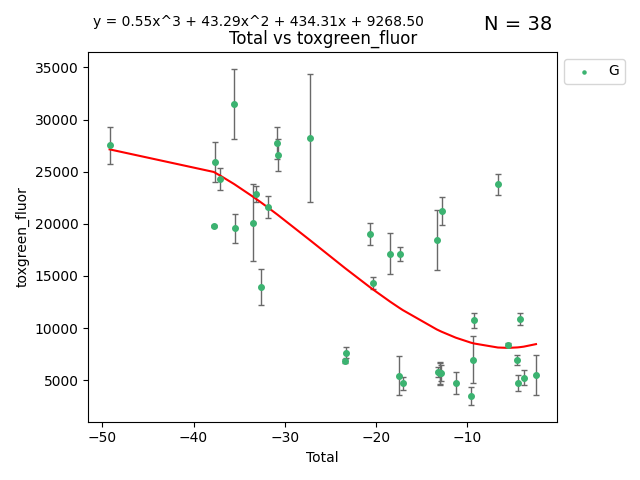 y = 0.55x^3 + 43.29x^2 + 434.31x + 9268.50
N = 38
Total vs toxgreen_fluor
G
35000
30000
25000
20000
15000
10000
5000
toxgreen_fluor
−50
−40
−30
−20
−10
Total